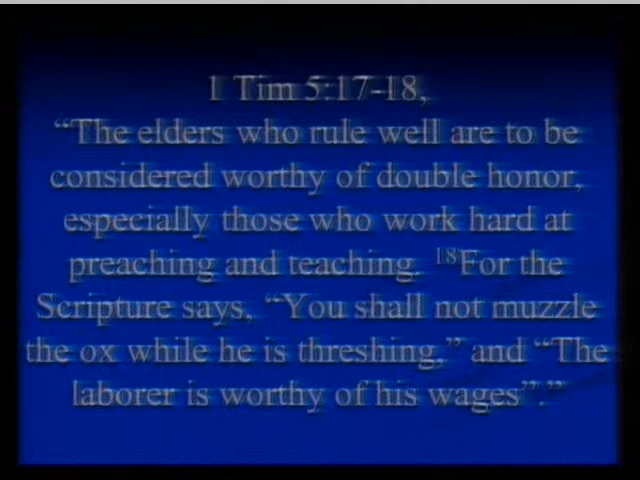 1 Tim 5:17-18,
“The elders who rule well are to be
considered worthy of double honor,
especially those who work hard at
preaching and teaching. ¹⁸For the
Scripture says, “You shall not muzzle
the ox while he is threshing,” and “The
laborer is worthy of his wages”.”